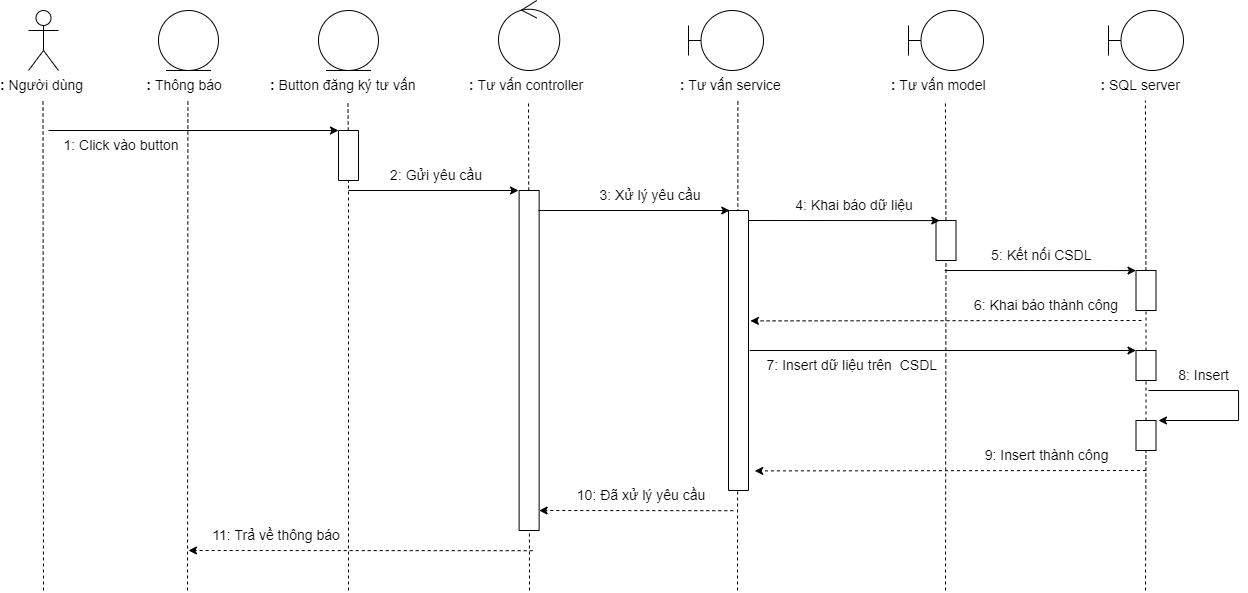 : Người dùng
: Thông báo
: Button đăng ký tư vấn
: Tư vấn controller
: Tư vấn service
: Tư vấn model
: SQL server
1: Click vào button
2: Gửi yêu cầu
3: Xử lý yêu cầu
4: Khai báo dữ liệu
5: Kết nối CSDL
6: Khai báo thành công
7: Insert dữ liệu trên CSDL
8: Insert
9: Insert thành công
10: Đã xử lý yêu cầu
11: Trả về thông báo